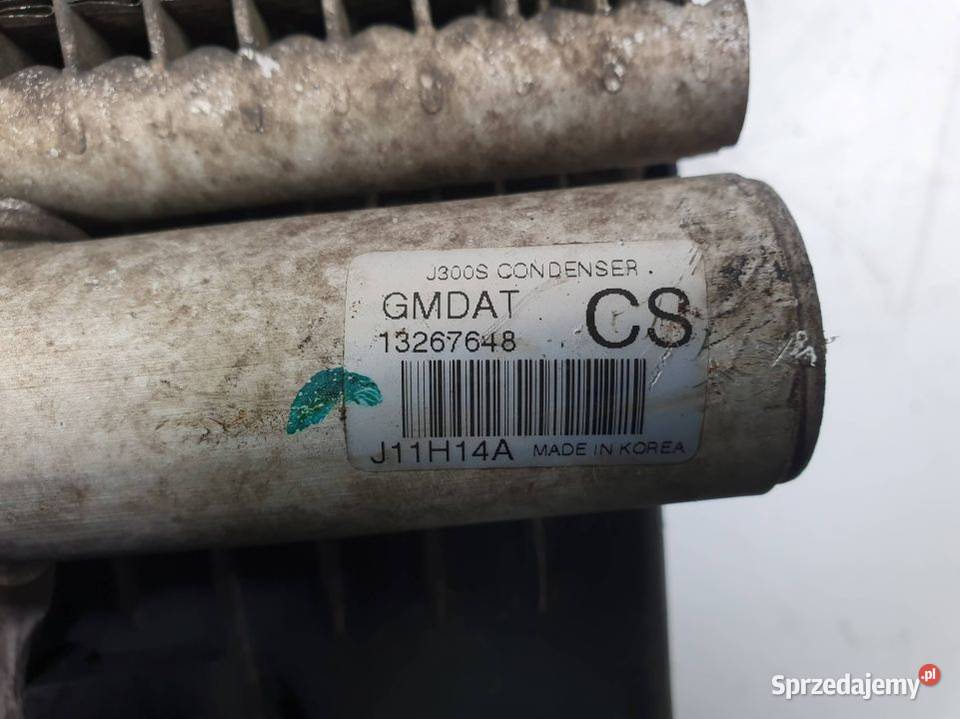 J300S CONDENSER
GMDAT CS
13267648
J11H14A MADE IN KOREA
Sprzedajemy.pl